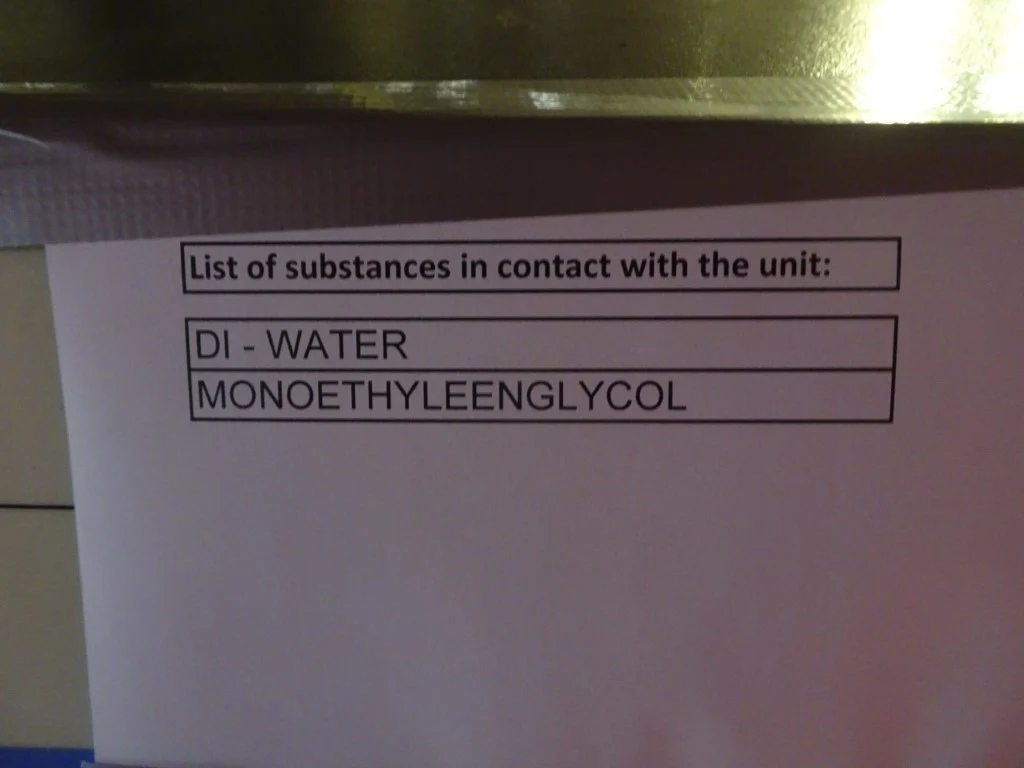 List of substances in contact with the unit:
DI - WATER
MONOETHYLEENGLYCOL